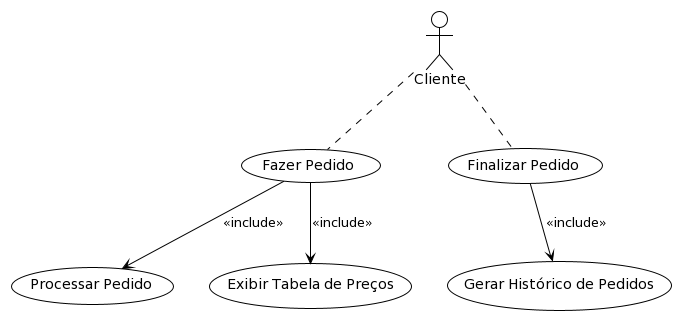 Cliente
Fazer Pedido
Finalizar Pedido
«include»
«include»
«include»
Processar Pedido
Exibir Tabela de Preços
Gerar Histórico de Pedidos